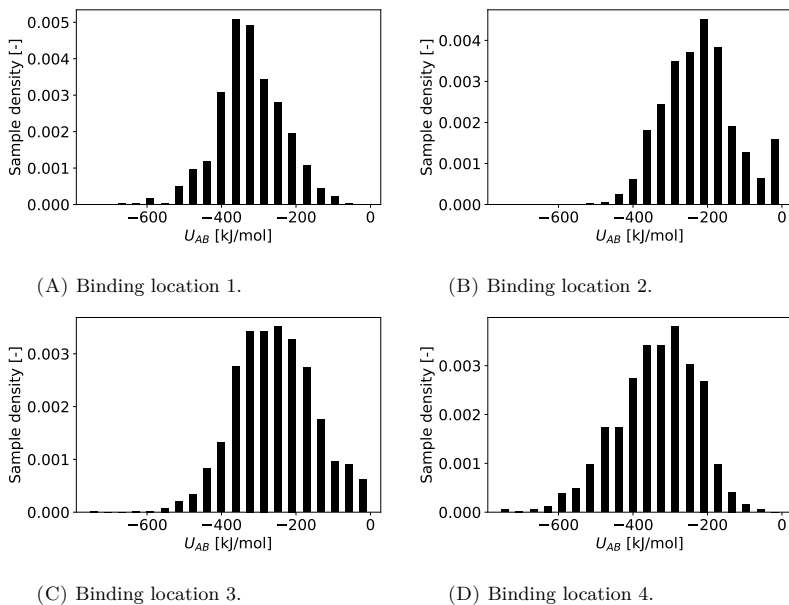 0.005
0.004
0.003
0.002
0.001
0.000
Sample density [-]
−600 −400 −200 0
U_AB [kJ/mol]
(A) Binding location 1.
0.004
0.003
0.002
0.001
0.000
Sample density [-]
−600 −400 −200 0
U_AB [kJ/mol]
(B) Binding location 2.
0.003
0.002
0.001
0.000
Sample density [-]
−600 −400 −200 0
U_AB [kJ/mol]
(C) Binding location 3.
0.003
0.002
0.001
0.000
Sample density [-]
−600 −400 −200 0
U_AB [kJ/mol]
(D) Binding location 4.